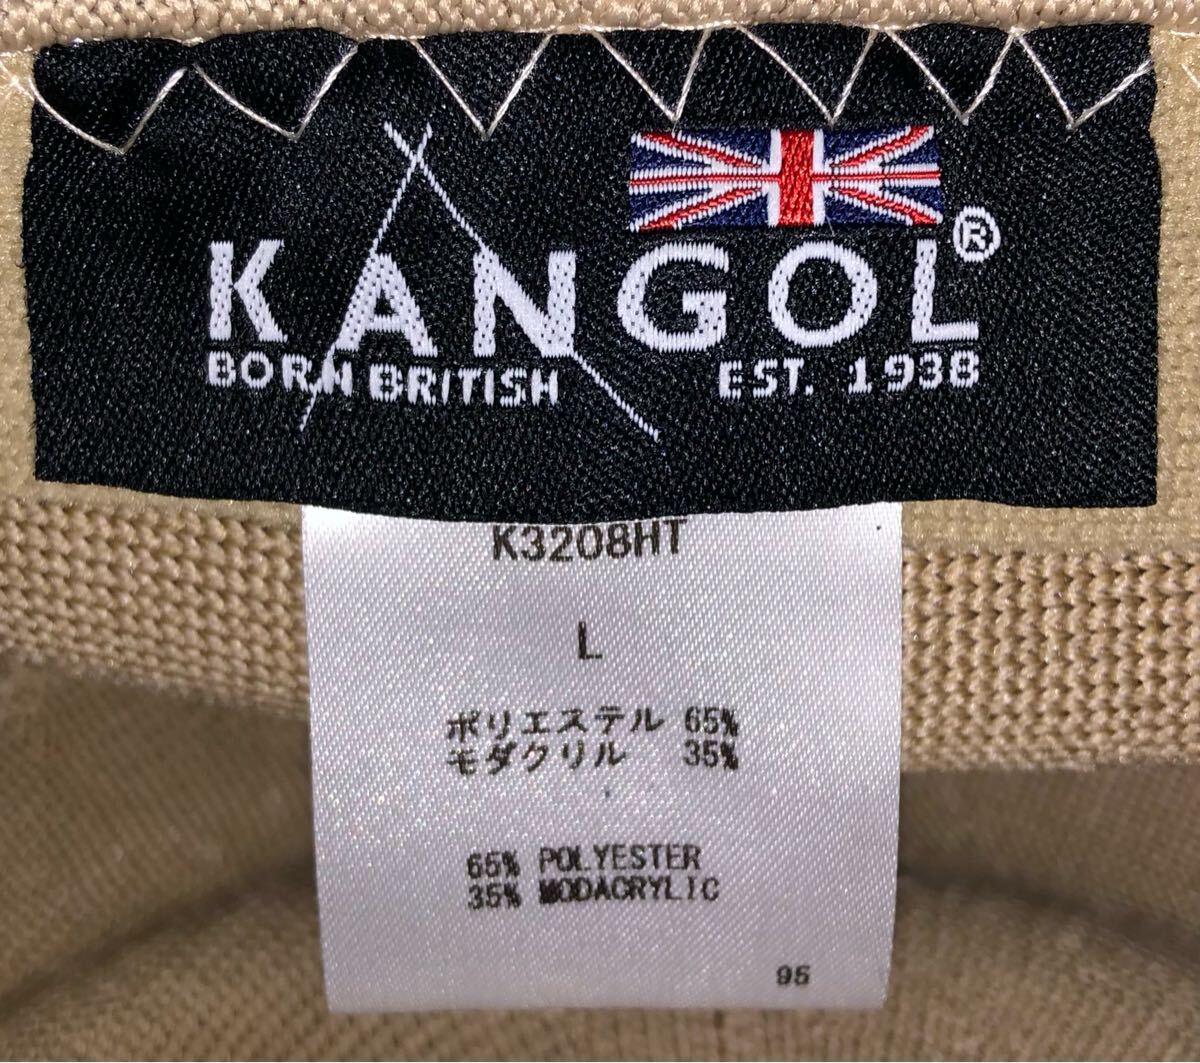 KANGOL®
BORN BRITISH EST. 1938
K3208HT
L
ポリエステル 65%
モダクリル 35%
65% POLYESTER
35% MODACRYLIC
95